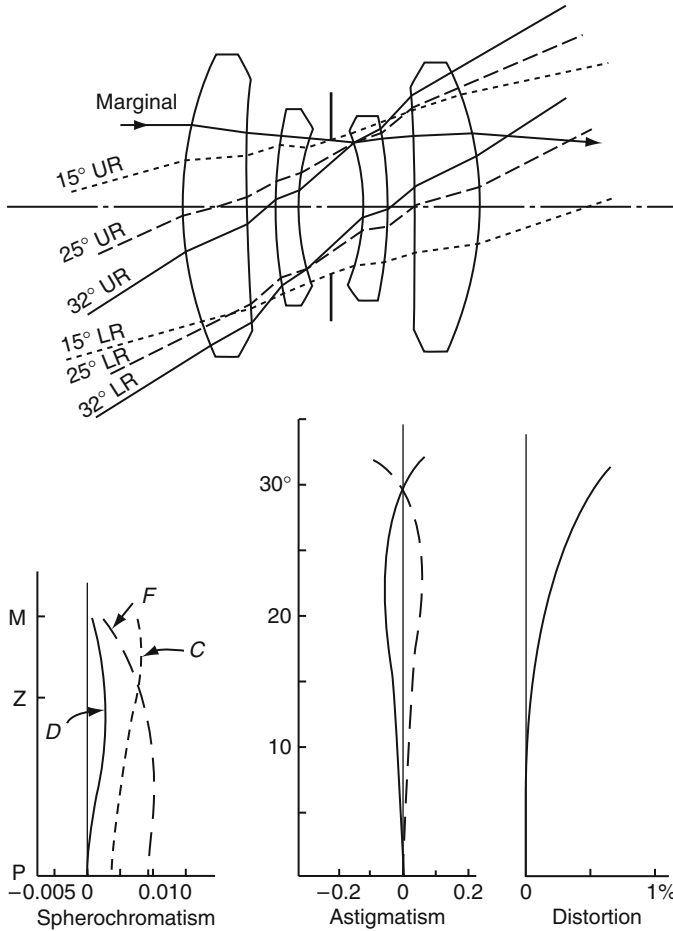 Marginal
15° UR
25° UR
32° UR
15° LR
25° LR
32° LR
M
Z
P
F
C
D
−0.005 0 0.010
Spherochromatism
30°
20
10
−0.2 0 0.2
Astigmatism
0 1%
Distortion